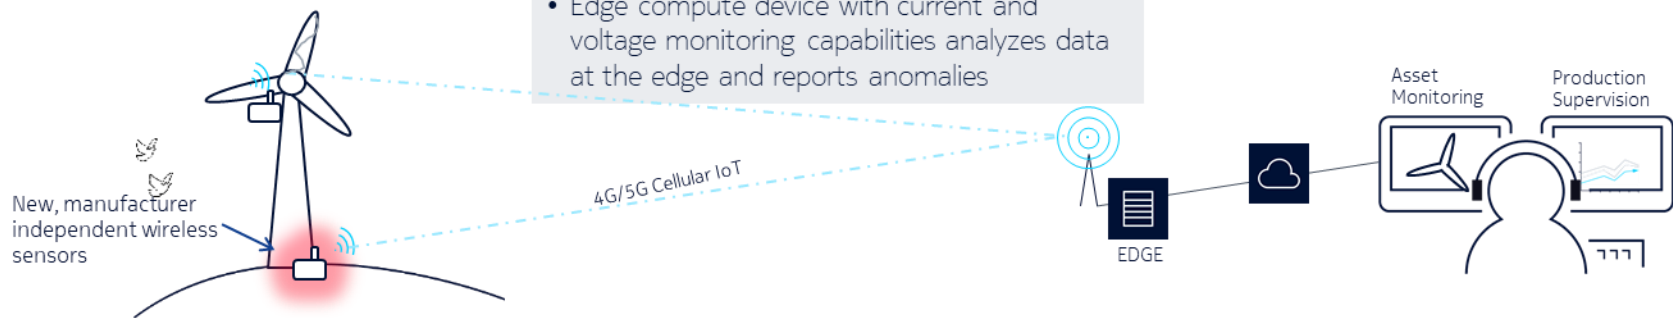 • Edge compute device with current and
voltage monitoring capabilities analyzes data
at the edge and reports anomalies
Asset
Monitoring
Production
Supervision
4G/5G Cellular IoT
New, manufacturer
independent wireless
sensors
EDGE